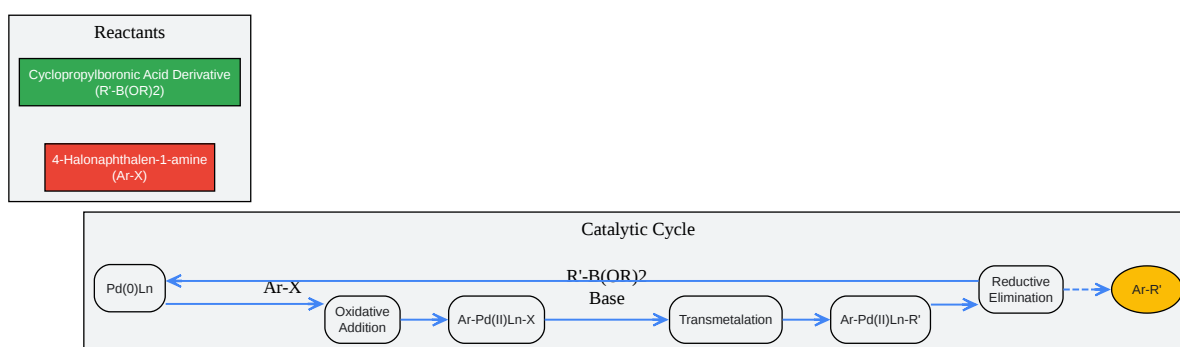 Reactants
Cyclopropylboronic Acid Derivative
(R'-B(OR)2)
4-Halonaphthalen-1-amine
(Ar-X)
Catalytic Cycle
Pd(0)Ln
Ar-X
Oxidative
Addition
Ar-Pd(II)Ln-X
R'-B(OR)2
Base
Transmetalation
Ar-Pd(II)Ln-R'
Reductive
Elimination
Ar-R'